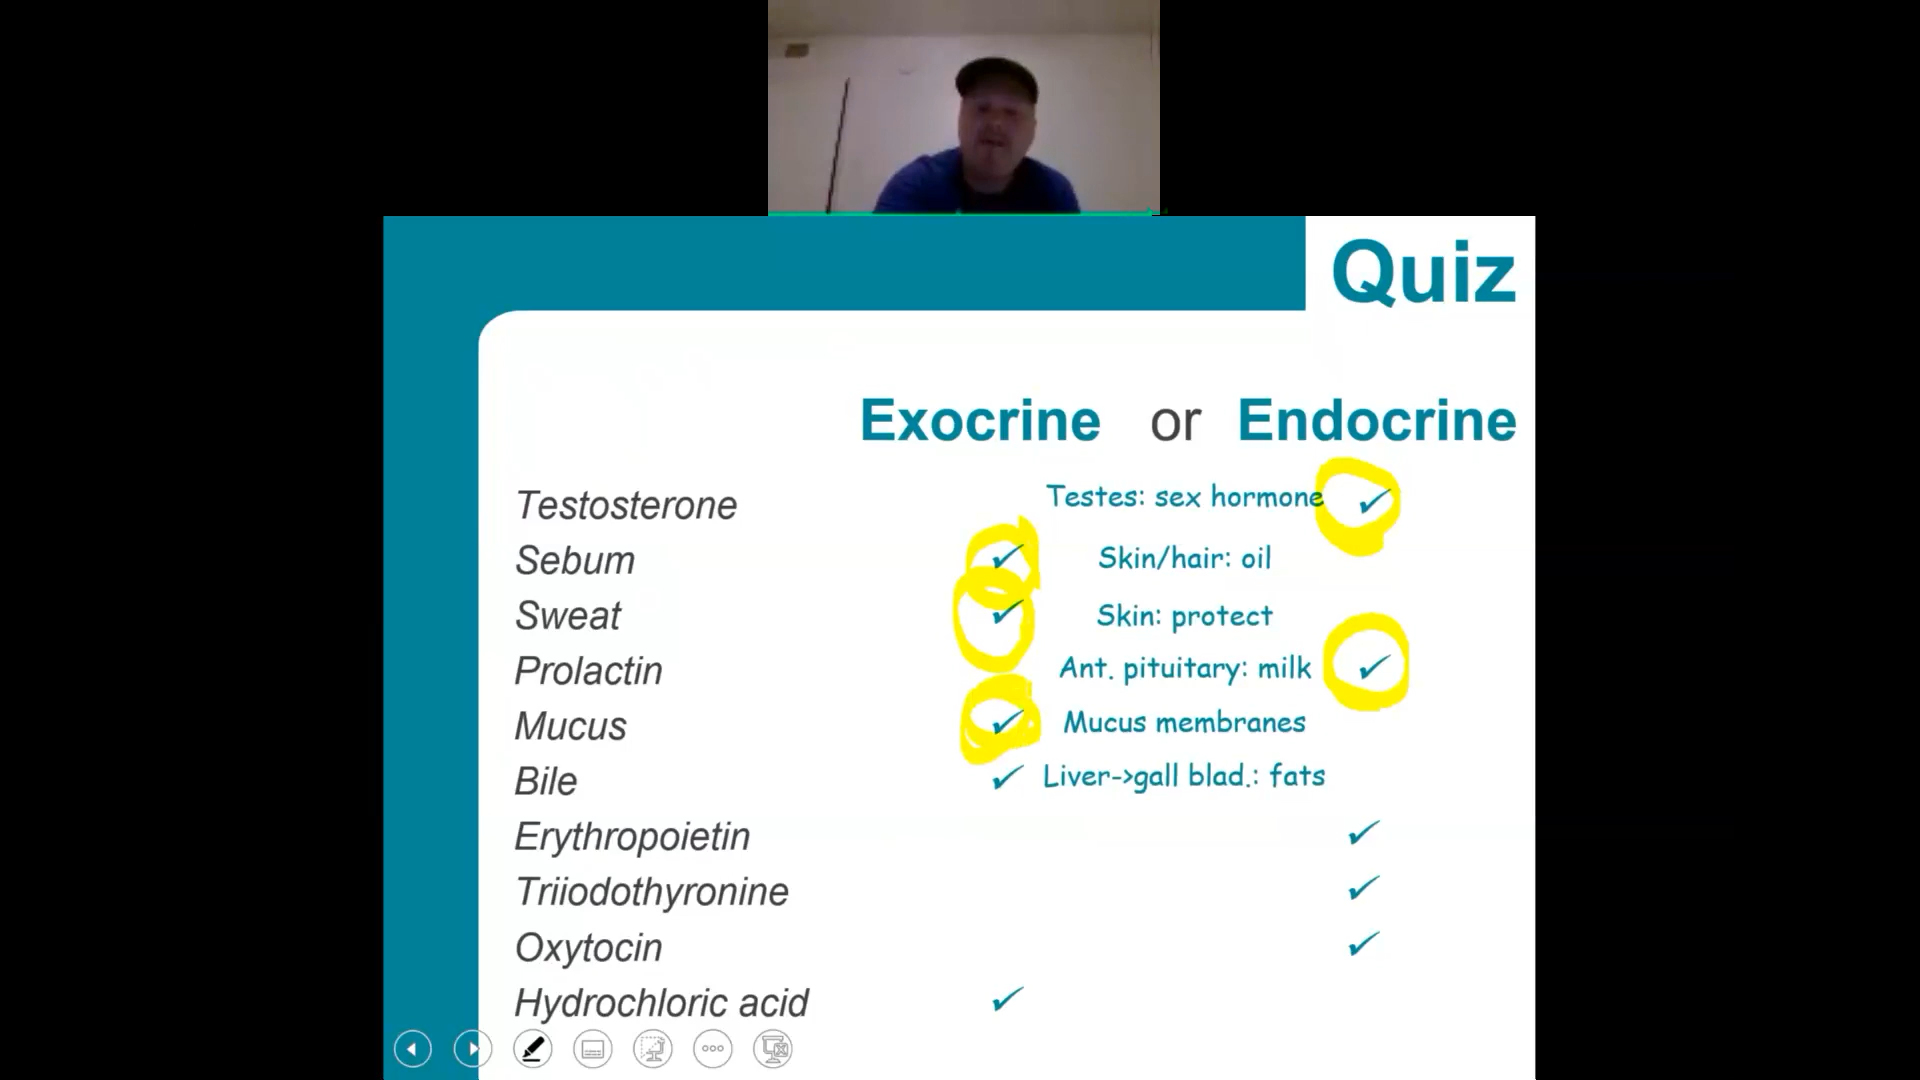 Quiz
Exocrine or Endocrine
Testosterone Testes: sex hormone ✓
Sebum ✓ Skin/hair: oil
Sweat ✓ Skin: protect
Prolactin Ant. pituitary: milk ✓
Mucus ✓ Mucus membranes
Bile ✓ Liver->gall blad.: fats
Erythropoietin ✓
Triiodothyronine ✓
Oxytocin ✓
Hydrochloric acid ✓